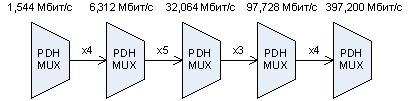 1,544 Мбит/с 6,312 Мбит/с 32,064 Мбит/с 97,728 Мбит/с 397,200 Мбит/с
PDH MUX x4 PDH MUX x5 PDH MUX x3 PDH MUX x4 PDH MUX